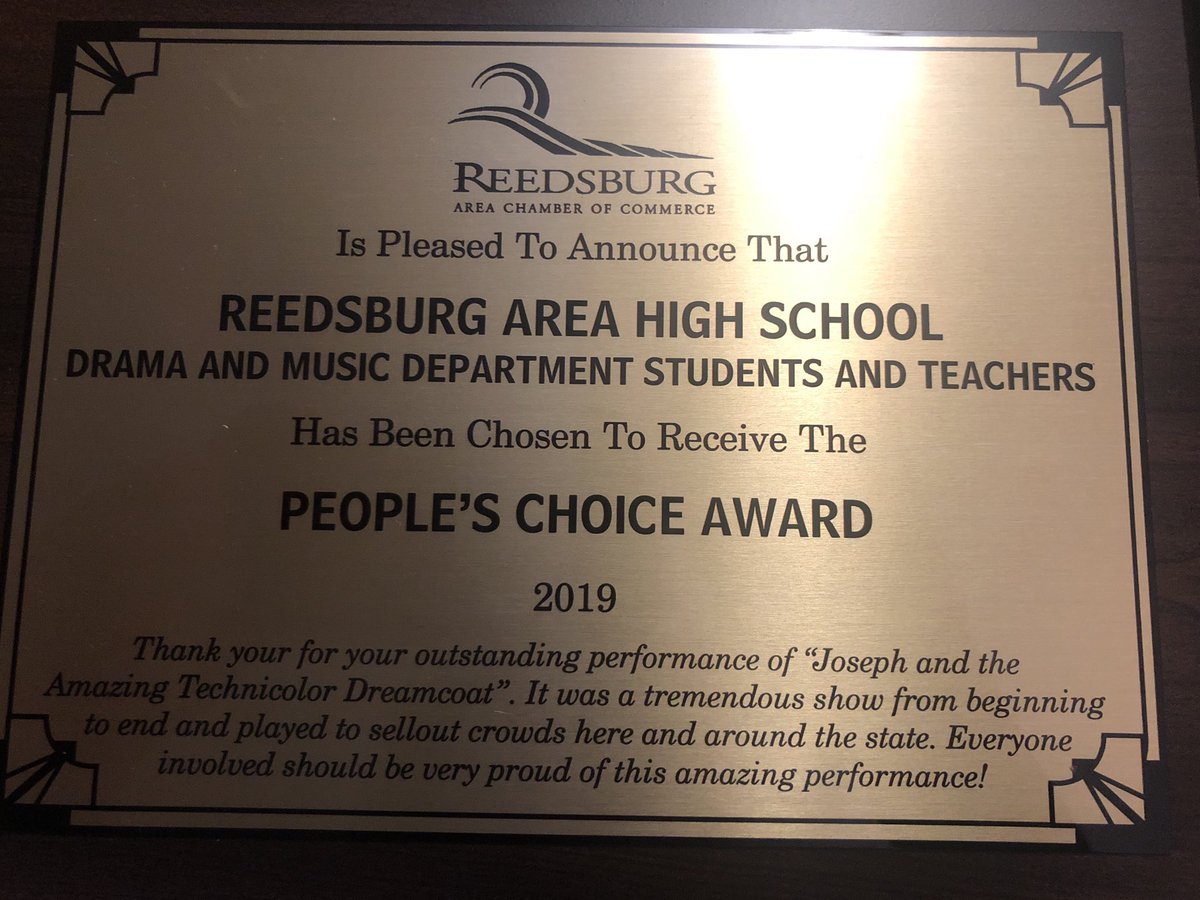 REEDSBURG
AREA CHAMBER OF COMMERCE
Is Pleased To Announce That
REEDSBURG AREA HIGH SCHOOL
DRAMA AND MUSIC DEPARTMENT STUDENTS AND TEACHERS
Has Been Chosen To Receive The
PEOPLE'S CHOICE AWARD
2019
Thank your for your outstanding performance of “Joseph and the
Amazing Technicolor Dreamcoat”. It was a tremendous show from beginning
to end and played to sellout crowds here and around the state. Everyone
involved should be very proud of this amazing performance!